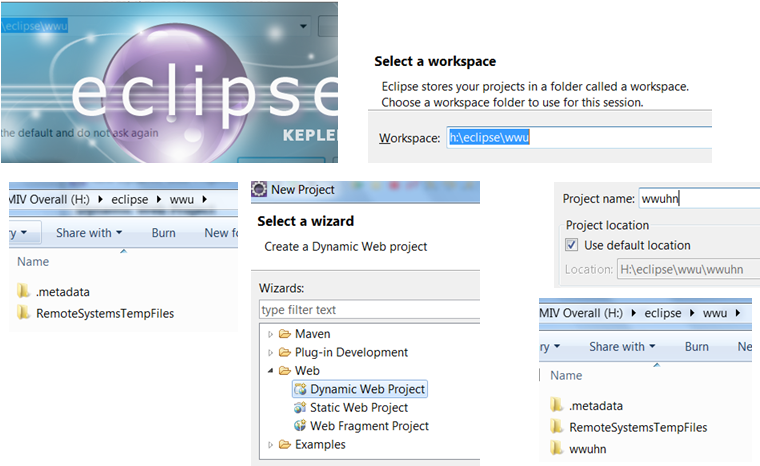 \eclipse\wwu
eclipse
the default and do not ask again
KEPLE
Select a workspace
Eclipse stores your projects in a folder called a workspace.
Choose a workspace folder to use for this session.
Workspace: h:\eclipse\wwu
MIV Overall (H:) eclipse wwu
ry Share with Burn New fo
Name
.metadata
RemoteSystemsTempFiles
New Project
Select a wizard
Create a Dynamic Web project
Wizards:
type filter text
Maven
Plug-in Development
Web
Dynamic Web Project
Static Web Project
Web Fragment Project
Examples
Project name: wwuhn
Project location
Use default location
Location: H:\eclipse\wwu\wwuhn
MIV Overall (H:) eclipse wwu
ry Share with Burn Ne
Name
.metadata
RemoteSystemsTempFiles
wwuhn